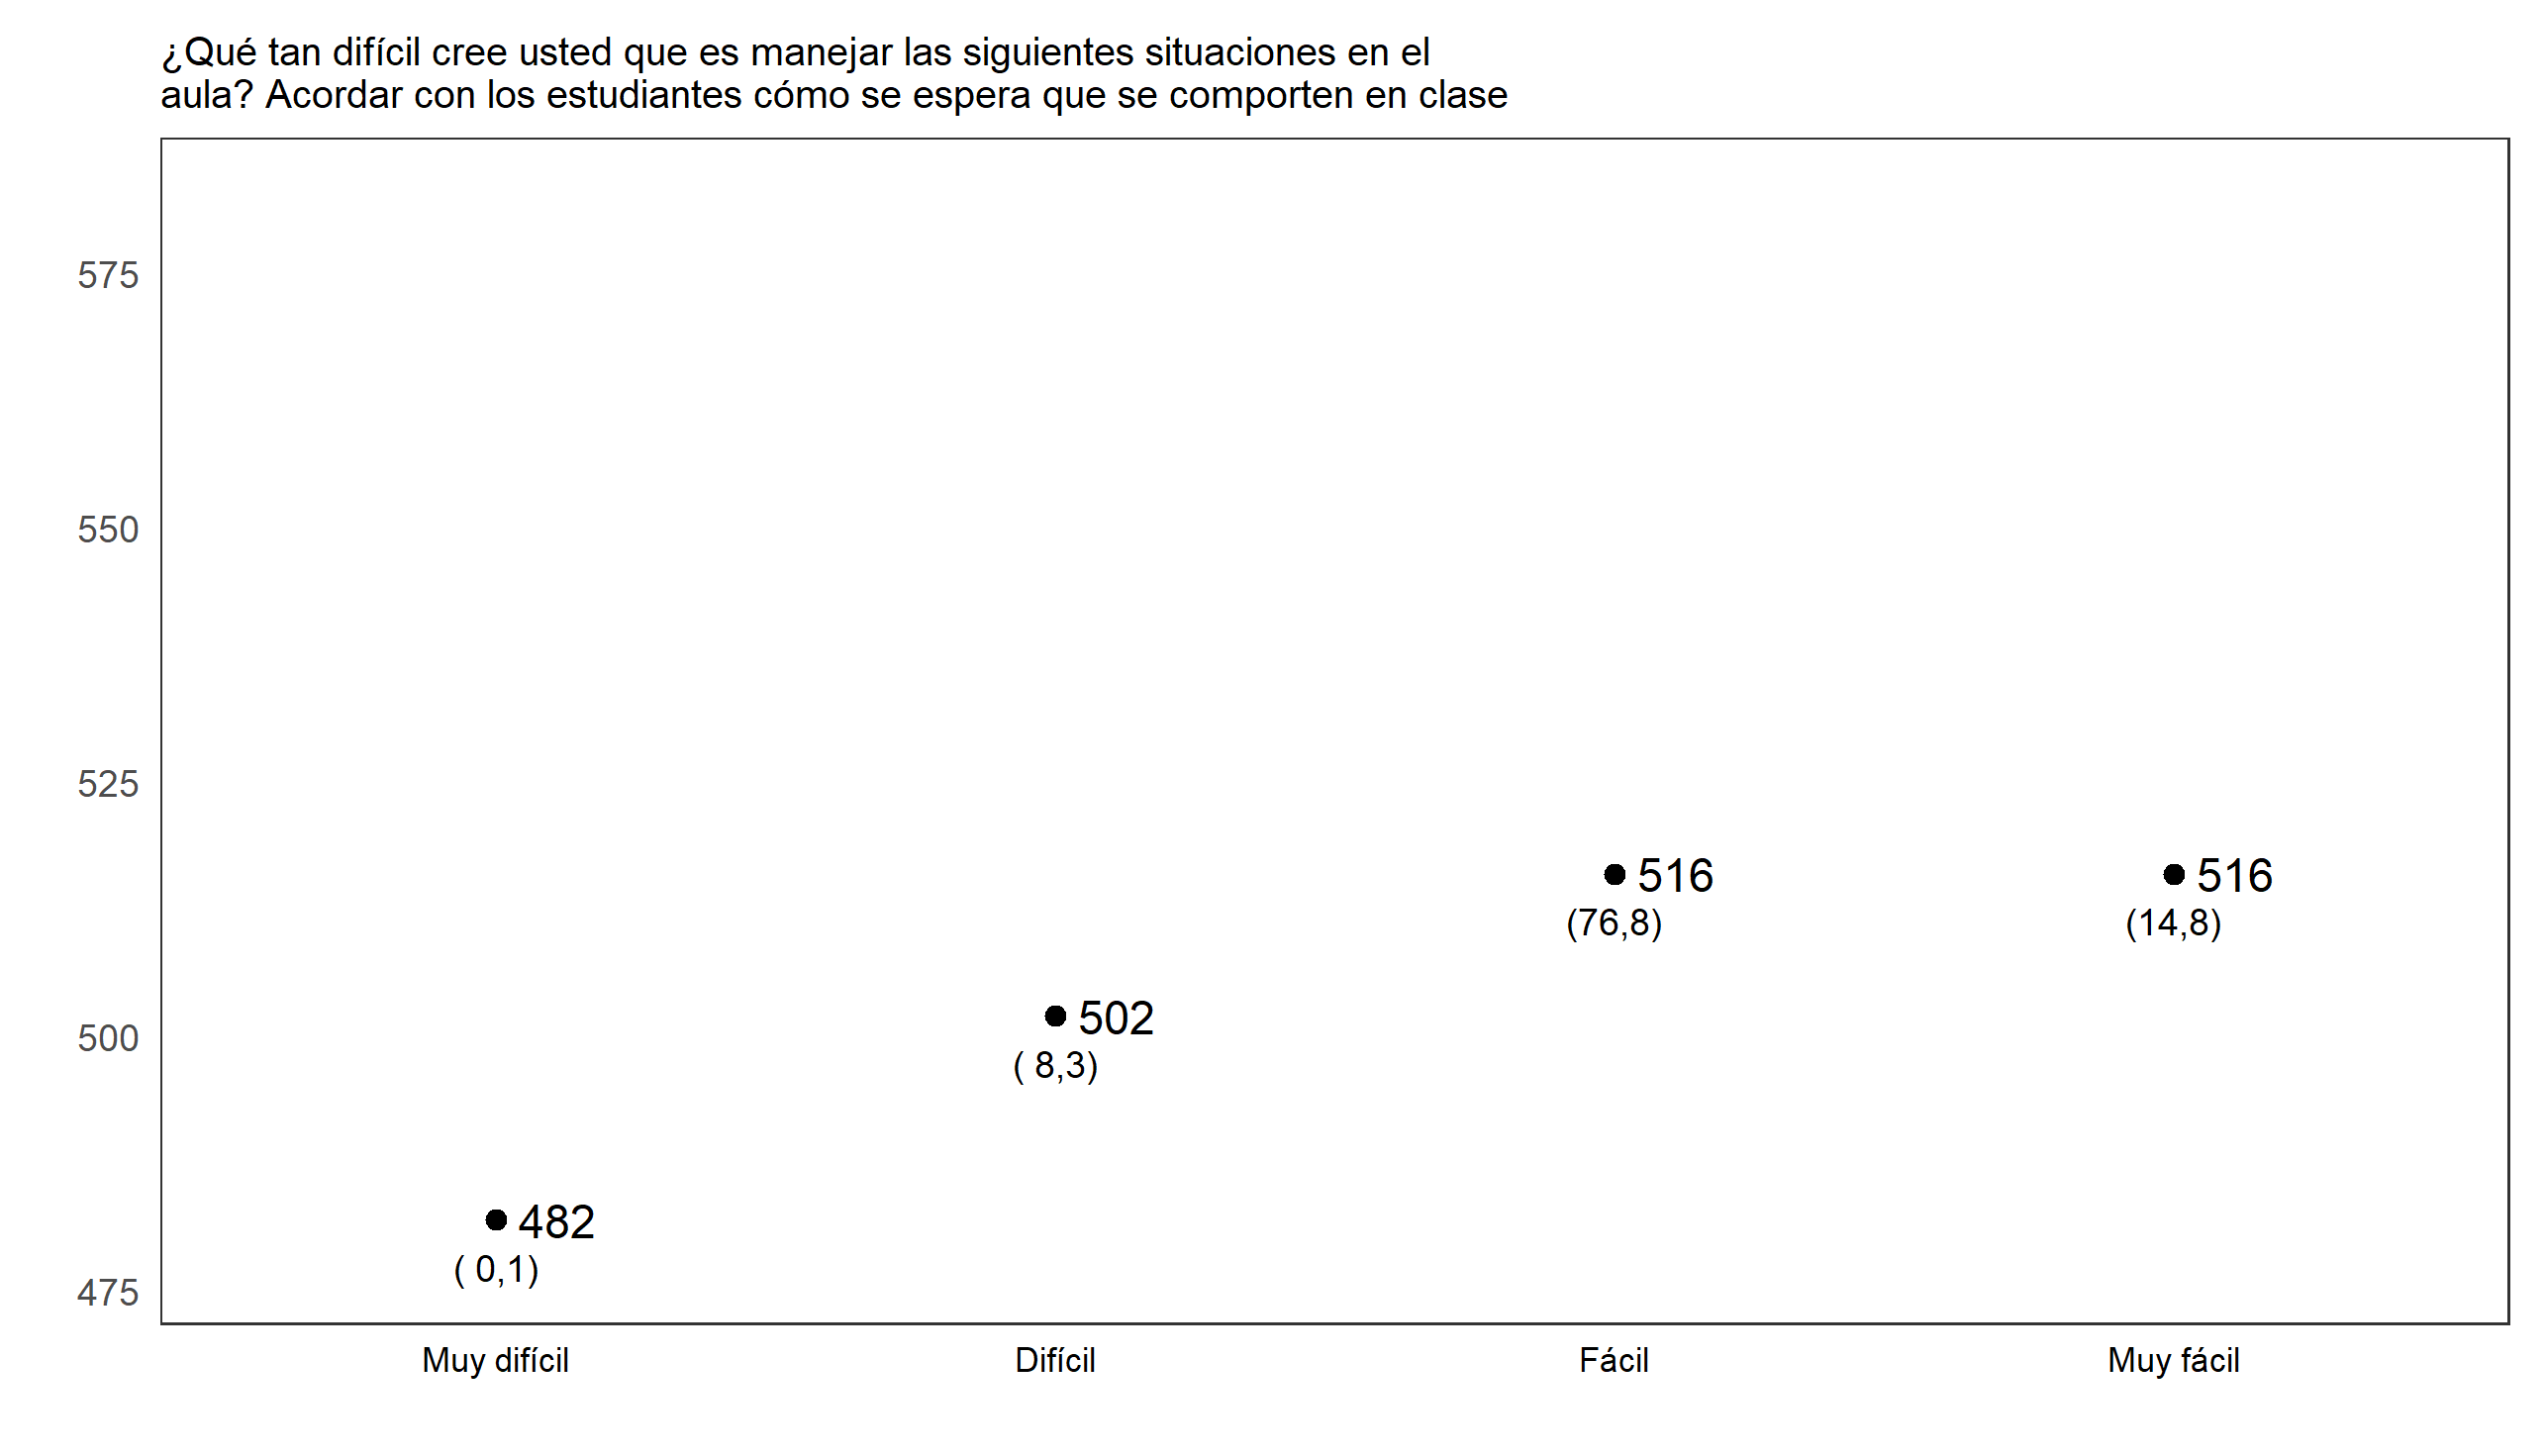 ¿Qué tan difícil cree usted que es manejar las siguientes situaciones en el
aula? Acordar con los estudiantes cómo se espera que se comporten en clase
575
550
525
516
516
(76,8)
(14,8)
502
500
( 8,3)
482
( 0,1)
475
Muy difícil
Difícil
Fácil
Muy fácil